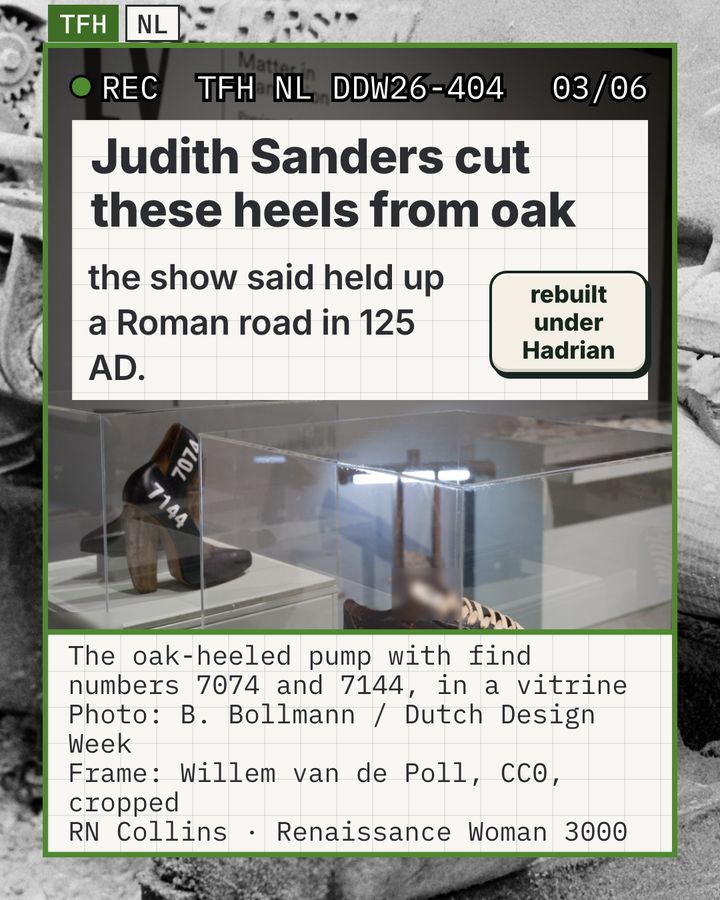 TFH NL
REC TFH NL DDW26-404 03/06
Judith Sanders cut
these heels from oak
the show said held up
a Roman road in 125
AD.
rebuilt
under
Hadrian
7074
7144
The oak-heeled pump with find
numbers 7074 and 7144, in a vitrine
Photo: B. Bollmann / Dutch Design
Week
Frame: Willem van de Poll, CC0,
cropped
RN Collins · Renaissance Woman 3000